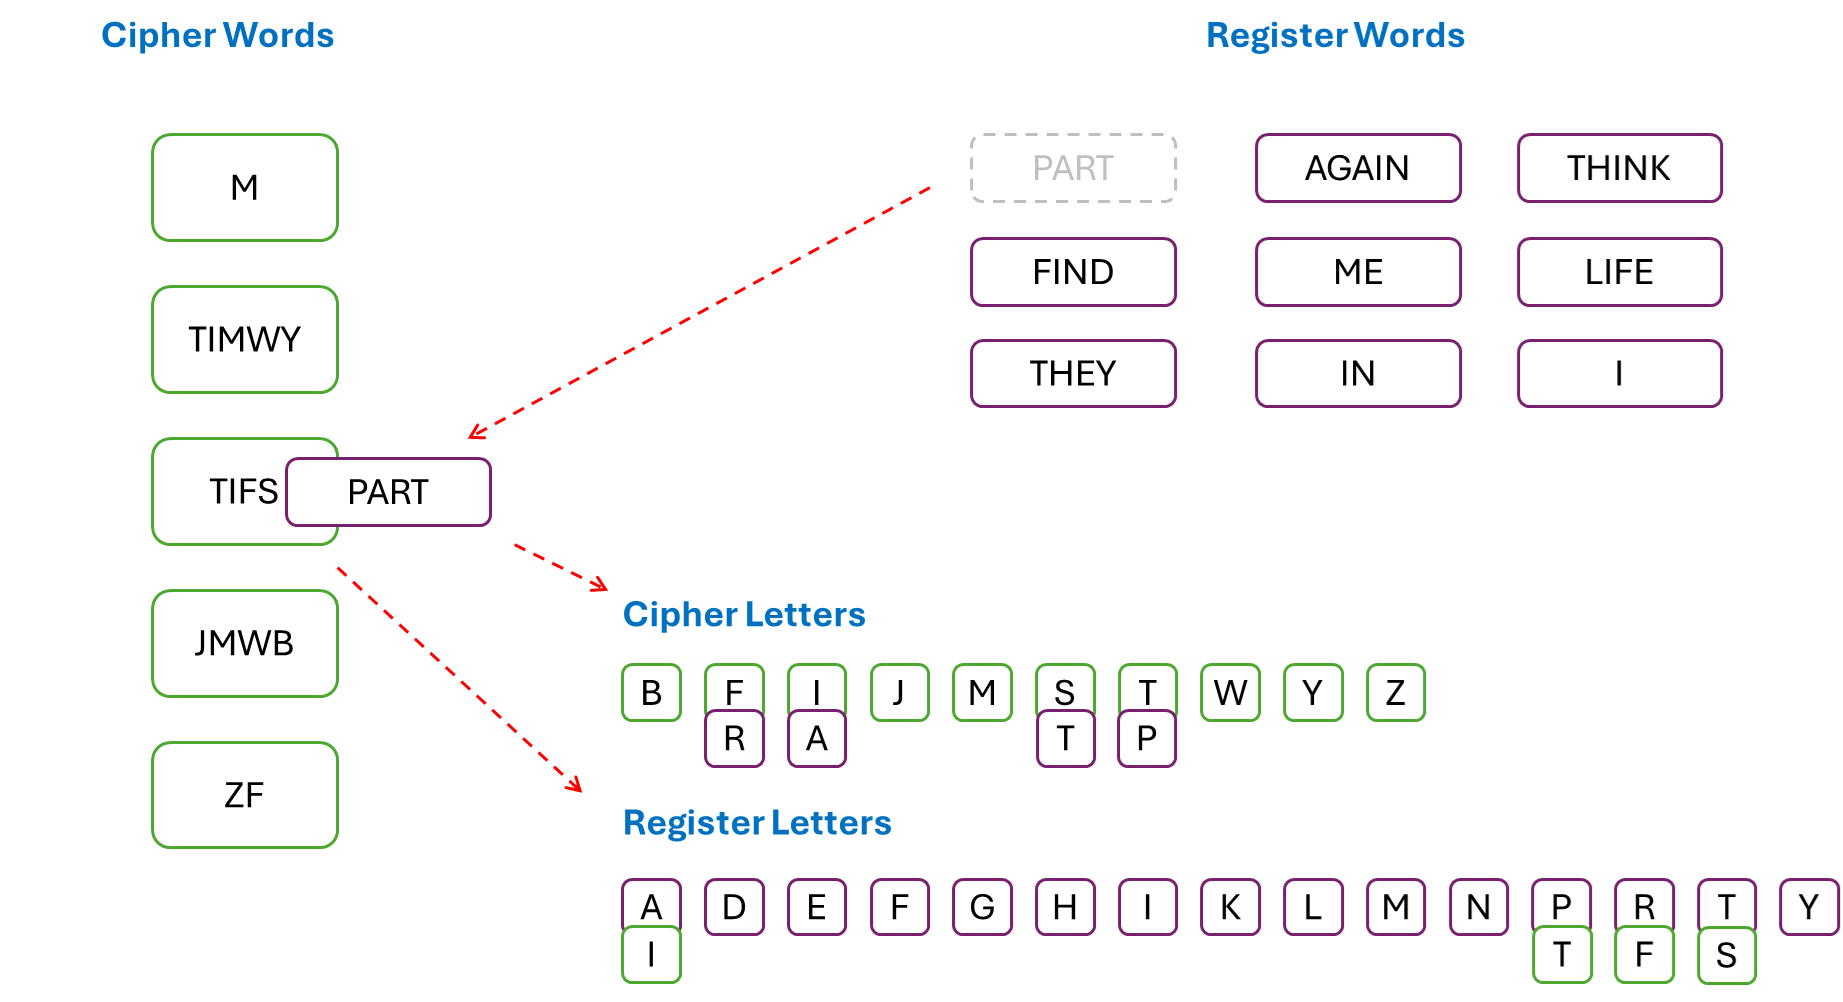 Cipher Words
Register Words
M
TIMWY
TIFS
PART
JMWB
ZF
PART AGAIN THINK
FIND ME LIFE
THEY IN I
Cipher Letters
B F I J M S T W Y Z
R A T P
Register Letters
A D E F G H I K L M N P R T Y
I T F S